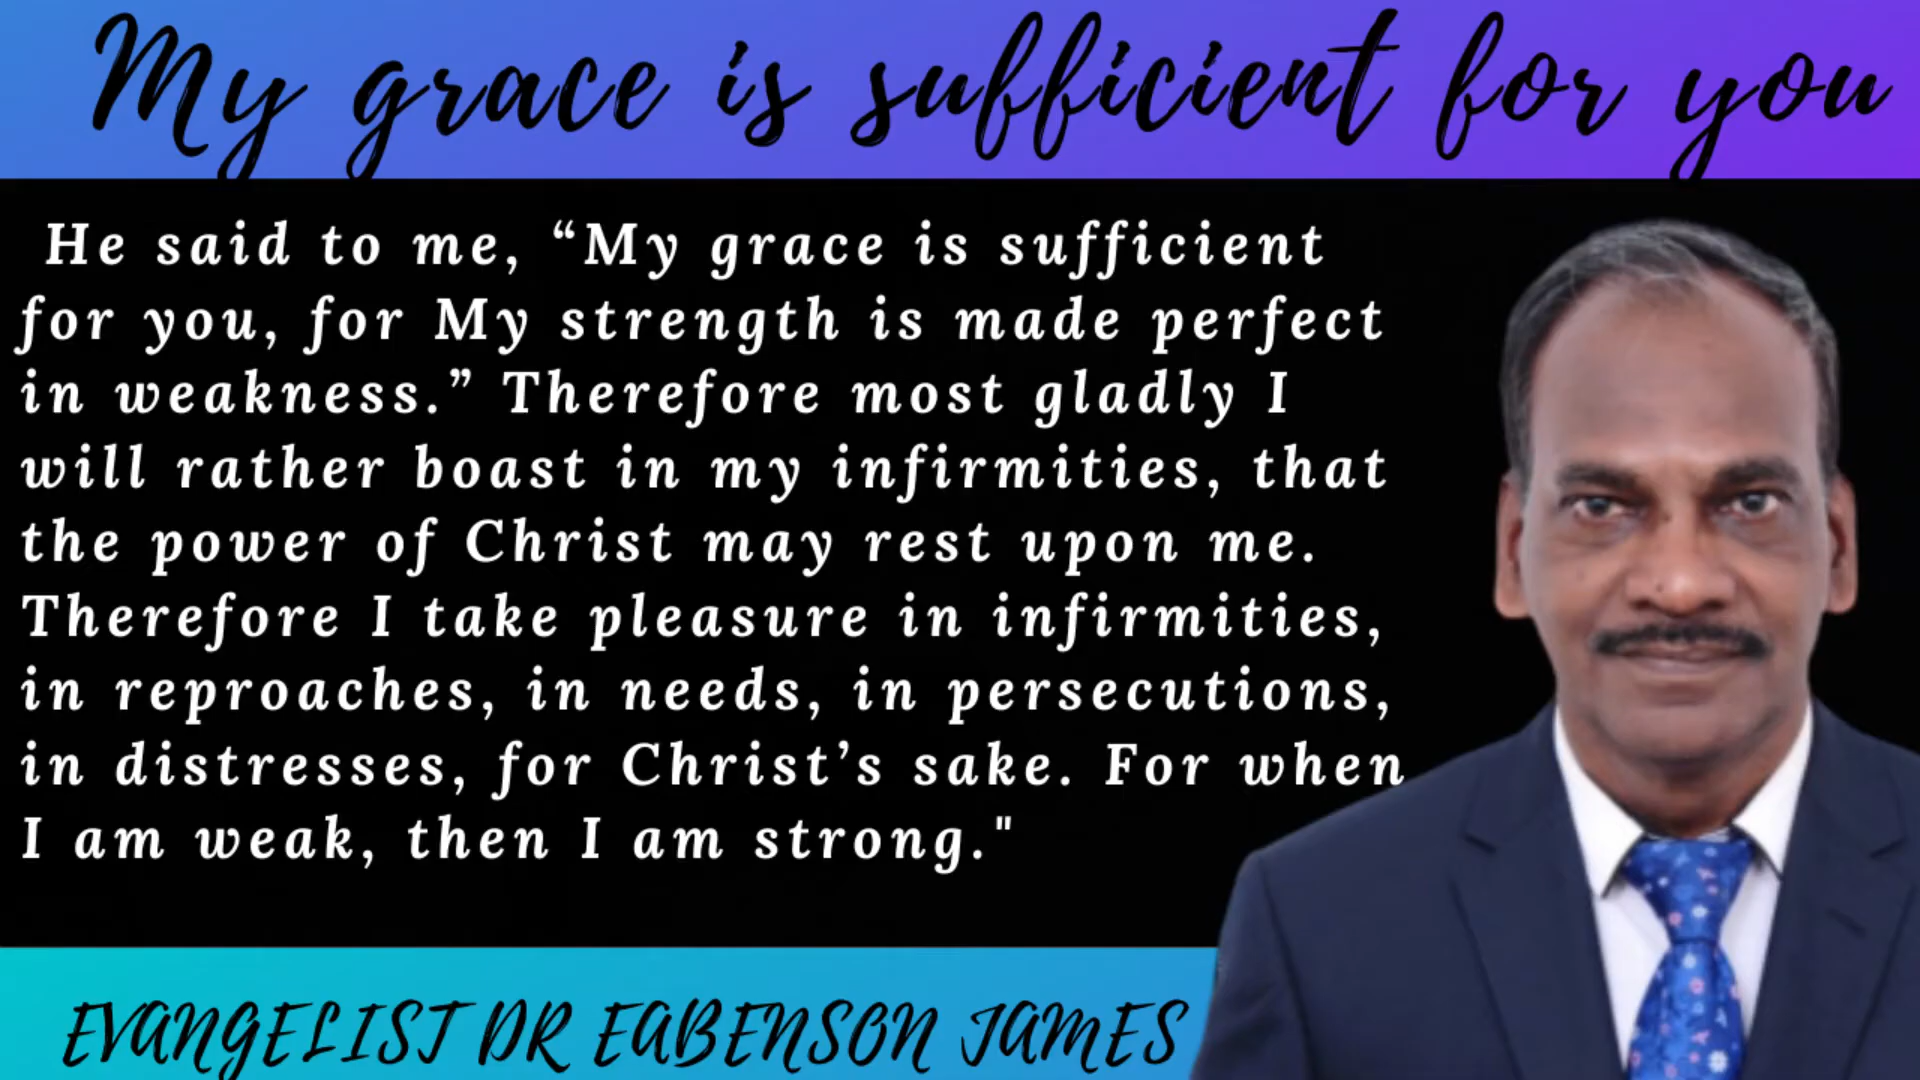 My grace is sufficient for you
He said to me, “My grace is sufficient
for you, for My strength is made perfect
in weakness.” Therefore most gladly I
will rather boast in my infirmities, that
the power of Christ may rest upon me.
Therefore I take pleasure in infirmities,
in reproaches, in needs, in persecutions,
in distresses, for Christ’s sake. For when
I am weak, then I am strong."
EVANGELIST DR EABENSON JAMES